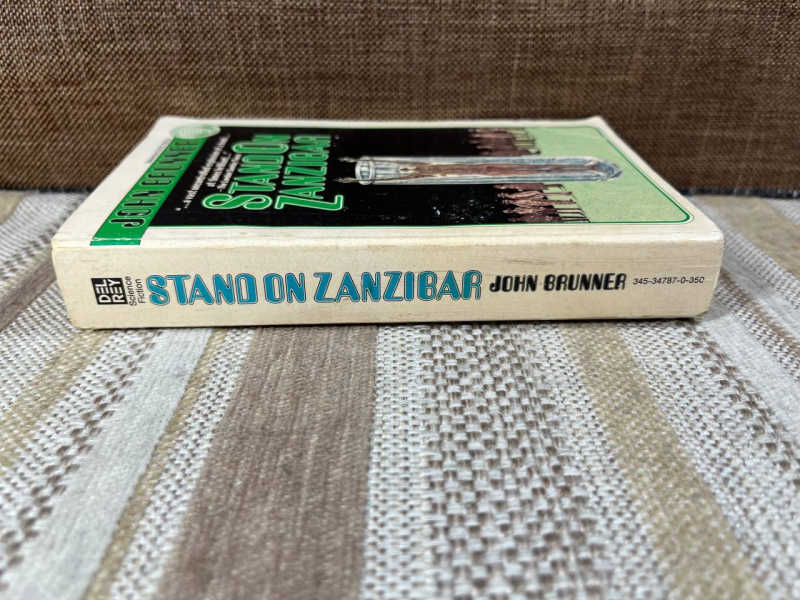 JOHN BRUNNER
STAND ON
ZANZIBAR
DEL
REY
Science
Fiction
STAND ON ZANZIBAR
JOHN BRUNNER
345-34787-0-350